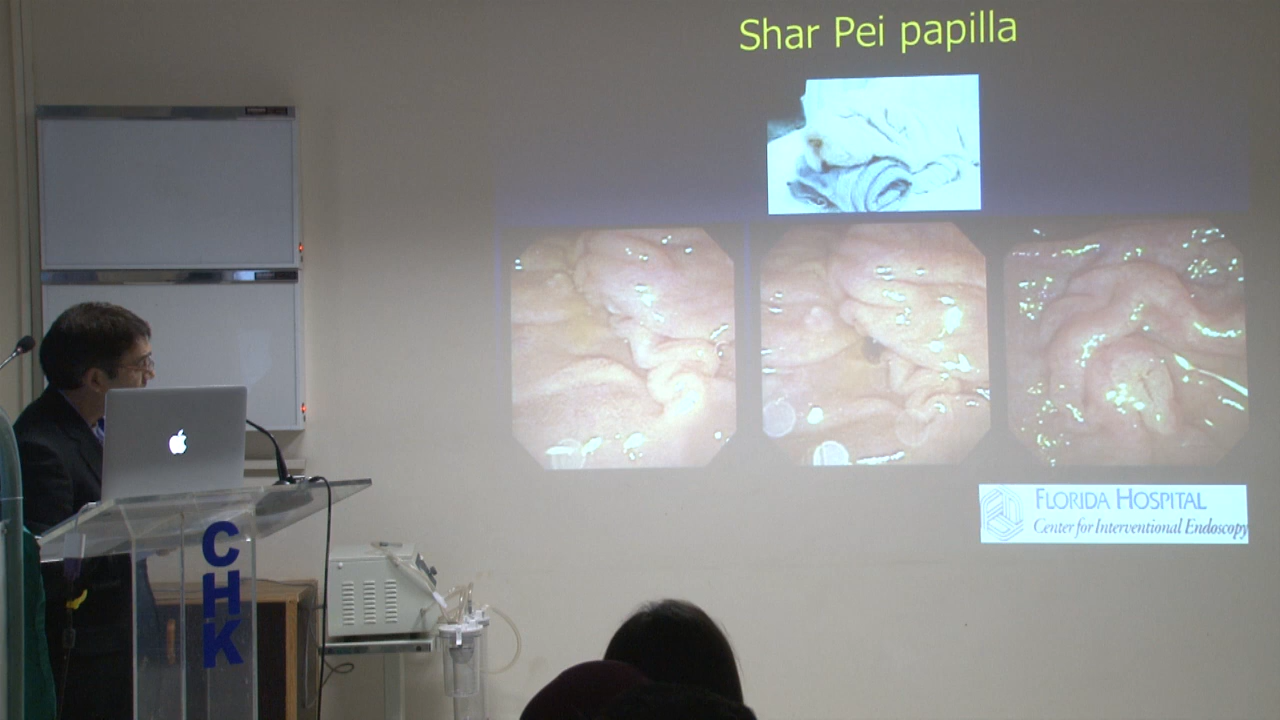 Shar Pei papilla
FLORIDA HOSPITAL
Center for Interventional Endoscopy
CHK